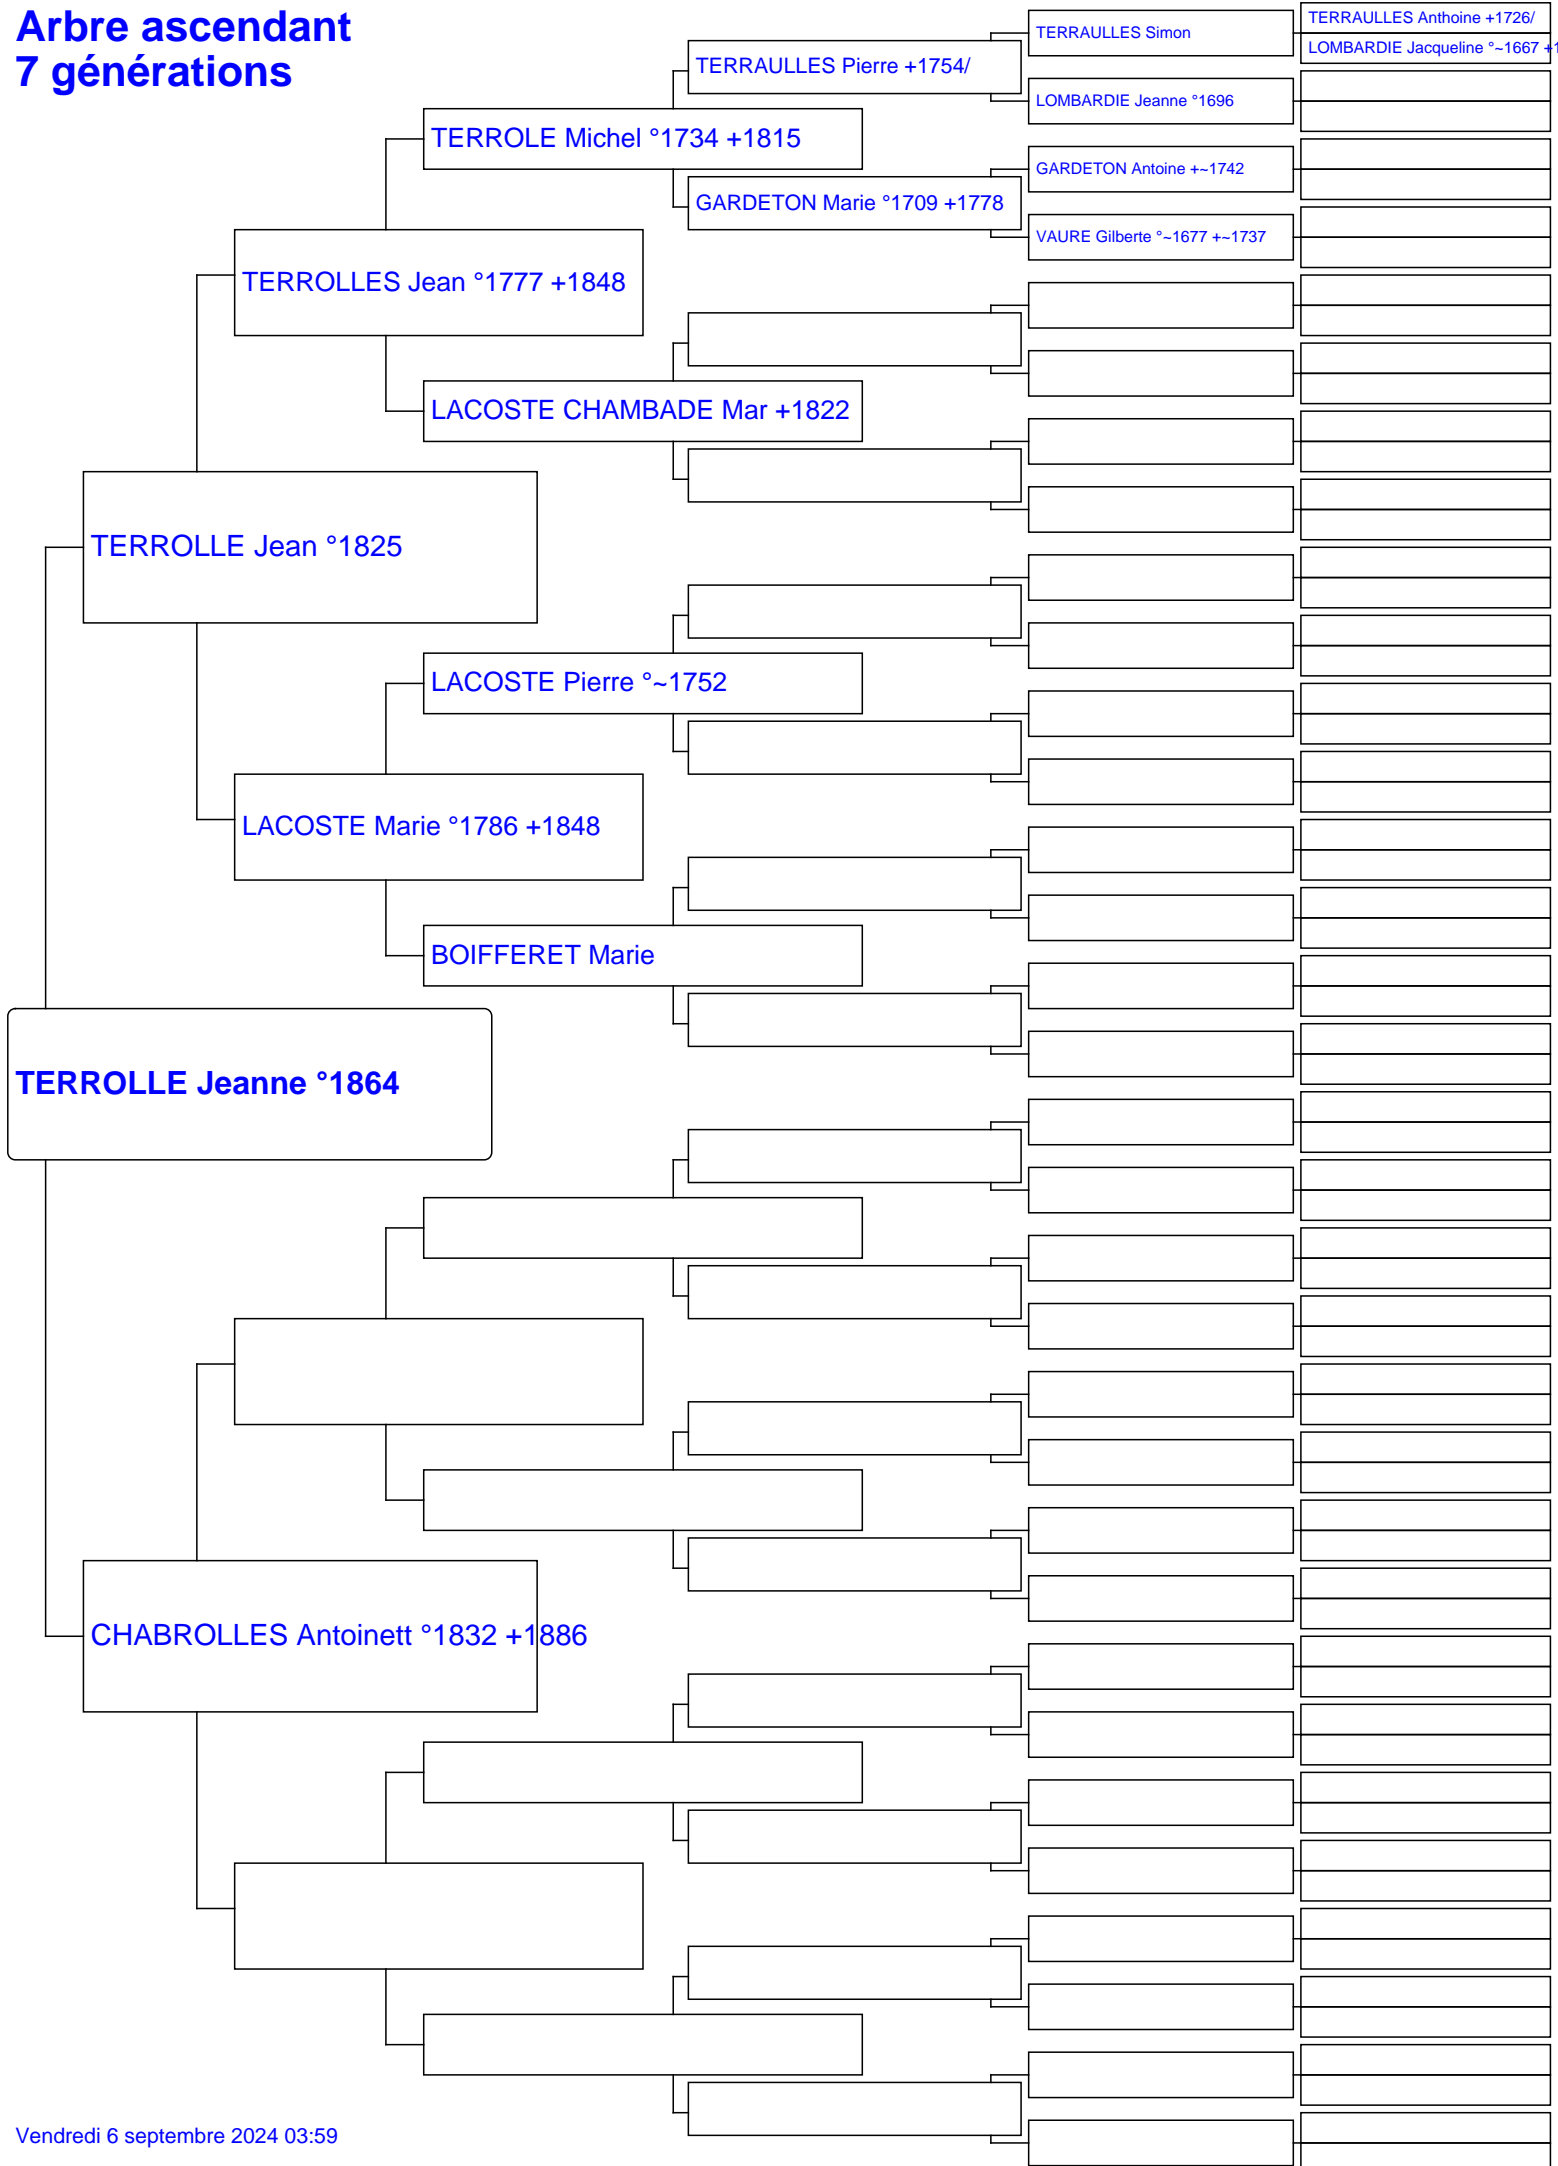 Arbre ascendant
7 générations
TERRAULLES Anthoine +1726/
TERRAULLES Simon
LOMBARDIE Jacqueline °~1667 +1
TERRAULLES Pierre +1754/
LOMBARDIE Jeanne °1696
TERROLE Michel °1734 +1815
GARDETON Antoine +~1742
GARDETON Marie °1709 +1778
VAURE Gilberte °~1677 +~1737
TERROLLES Jean °1777 +1848
LACOSTE CHAMBADE Mar +1822
TERROLLE Jean °1825
LACOSTE Pierre °~1752
LACOSTE Marie °1786 +1848
BOIFFERET Marie
TERROLLE Jeanne °1864
CHABROLLES Antoinett °1832 +1886
Vendredi 6 septembre 2024 03:59